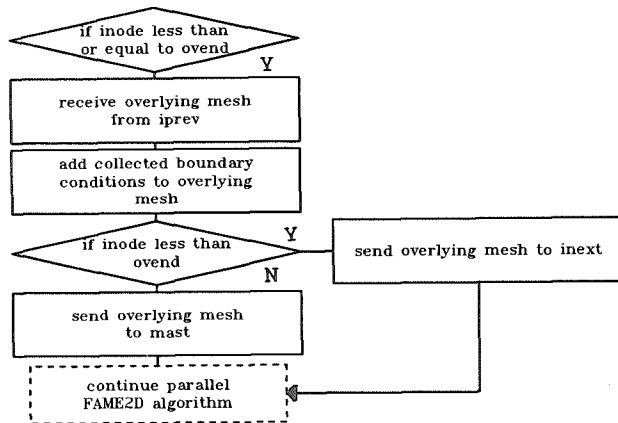 if inode less than
or equal to ovend
Y
receive overlying mesh
from iprev
add collected boundary
conditions to overlying
mesh
if inode less than
ovend
Y
send overlying mesh to inext
N
send overlying mesh
to mast
continue parallel
FAME2D algorithm